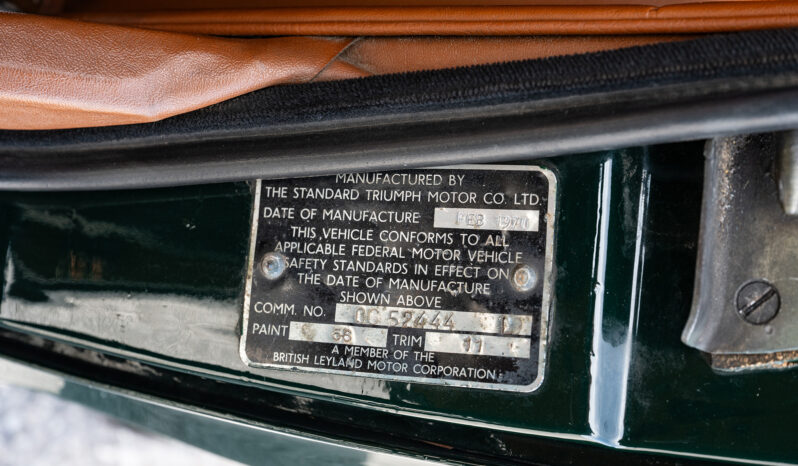 MANUFACTURED BY
THE STANDARD TRIUMPH MOTOR CO. LTD.
DATE OF MANUFACTURE FEB 1970
THIS VEHICLE CONFORMS TO ALL
APPLICABLE FEDERAL MOTOR VEHICLE
SAFETY STANDARDS IN EFFECT ON
THE DATE OF MANUFACTURE
SHOWN ABOVE
COMM. NO. 52444
PAINT 58 TRIM 11
A MEMBER OF THE
BRITISH LEYLAND MOTOR CORPORATION.